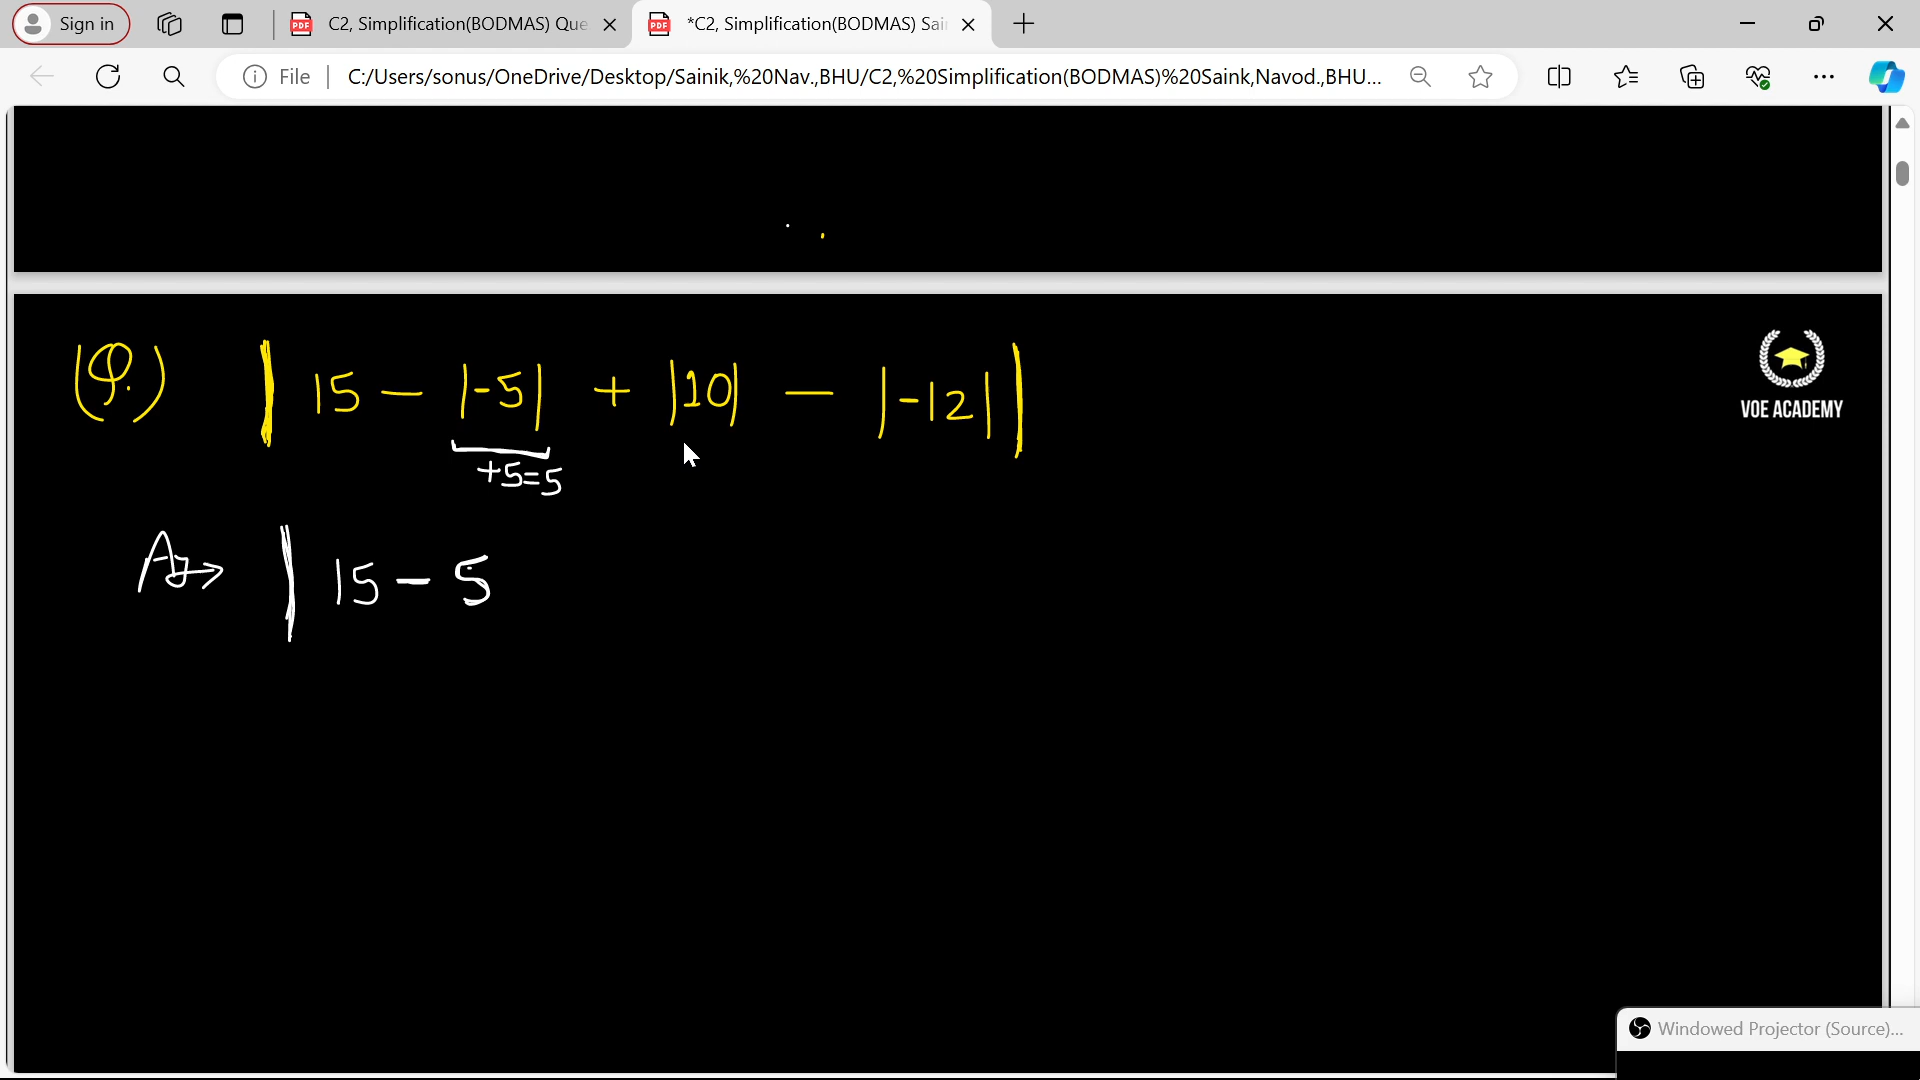 Sign in
C2, Simplification(BODMAS) Que
*C2, Simplification(BODMAS) Sai
File | C:/Users/sonus/OneDrive/Desktop/Sainik,%20Nav.,BHU/C2,%20Simplification(BODMAS)%20Saink,Navod.,BHU...
(Q.) | 15 - |-5| + |10| - |-12| |
VOE ACADEMY
+5=5
| 15 - 5
Windowed Projector (Source)...